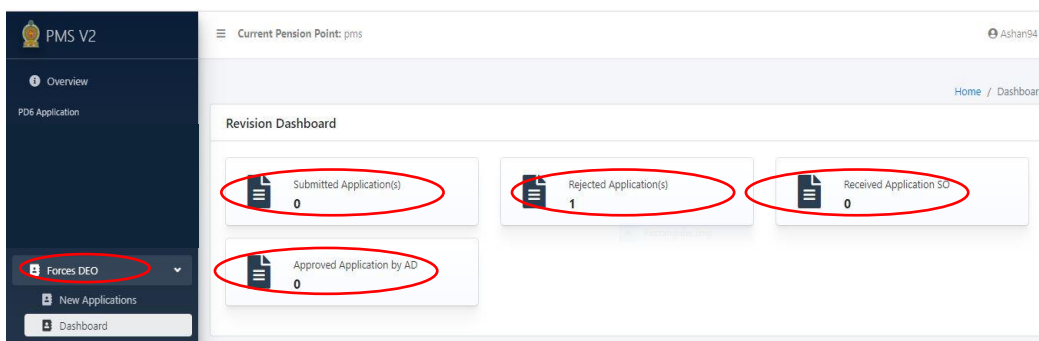 PMS V2
Current Pension Point: pms
Ashan94
Overview
PD6 Application
Home / Dashboar
Revision Dashboard
Submitted Application(s)
0
Rejected Application(s)
1
Received Application SO
0
Approved Application by AD
0
Forces DEO
New Applications
Dashboard